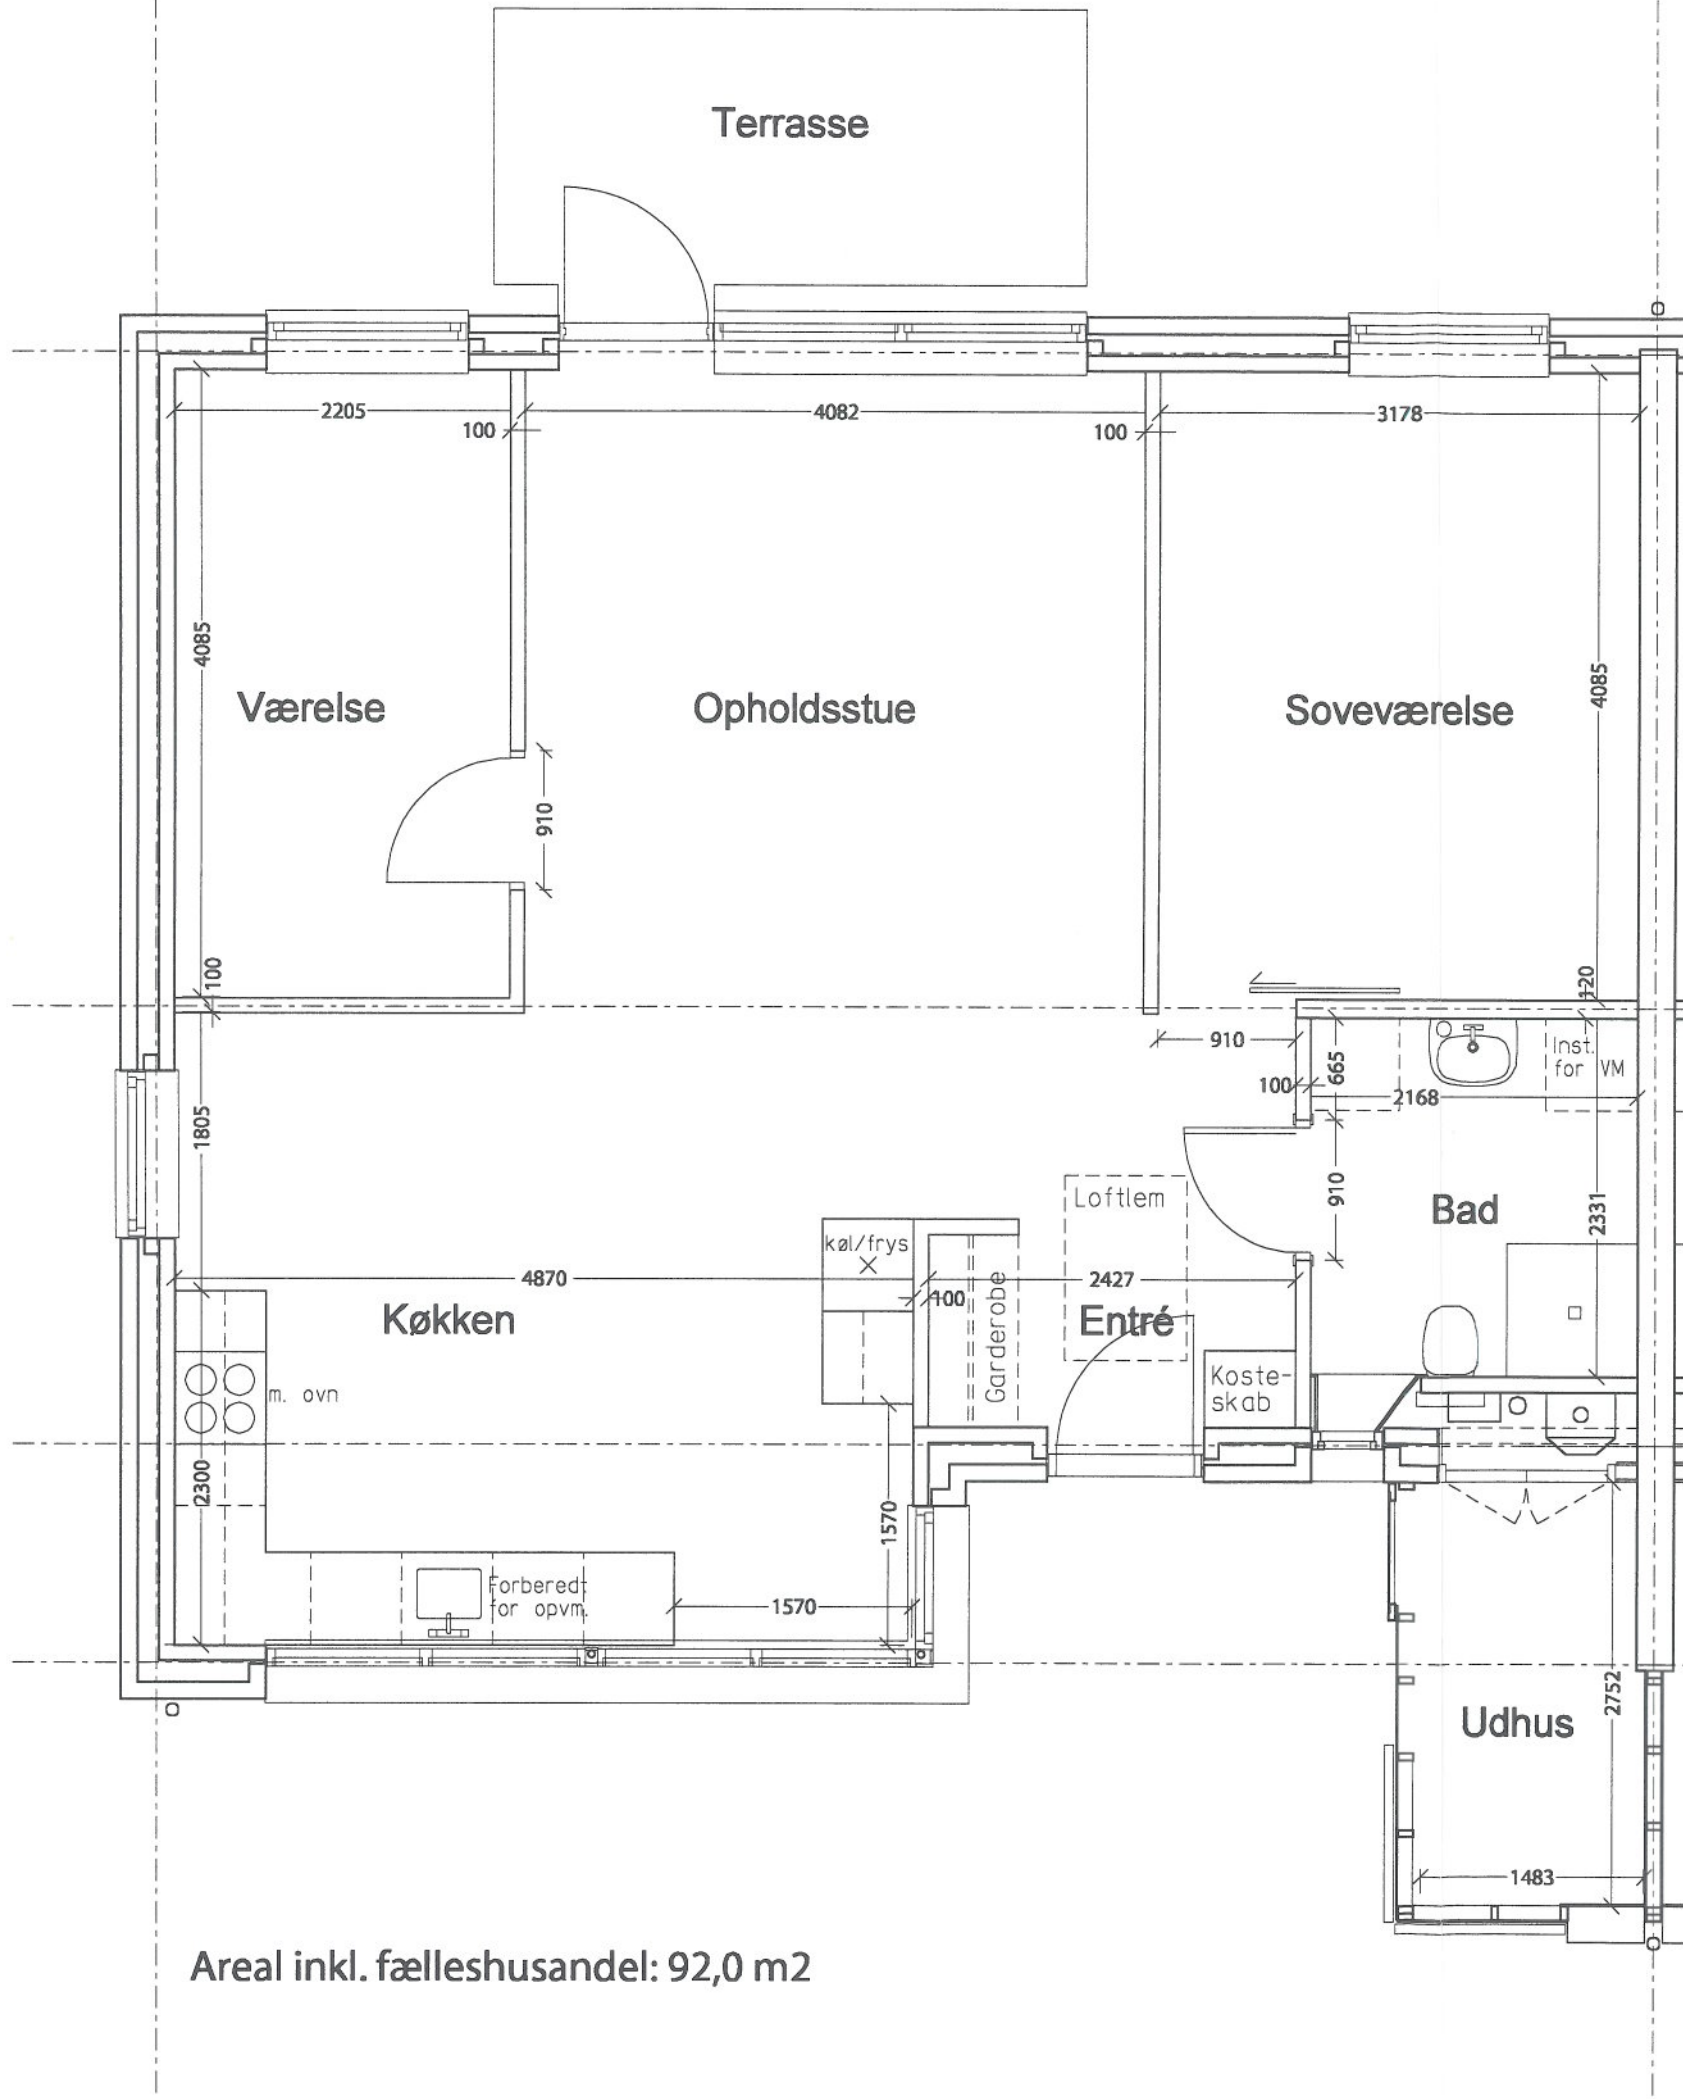 Terrasse
2205
4082
3178
100
100
4085
4085
Værelse
Opholdsstue
Soveværelse
910
100
120
910
665
Inst.
for VM
100
2168
1805
910
Loftlem
Bad
2331
køl/frys
4870
2427
100
Køkken
Garderobe
Entré
Koste-
skab
m. ovn
2300
1570
Forberedt
for opvm.
1570
2752
Udhus
1483
Areal inkl. fælleshusandel: 92,0 m2